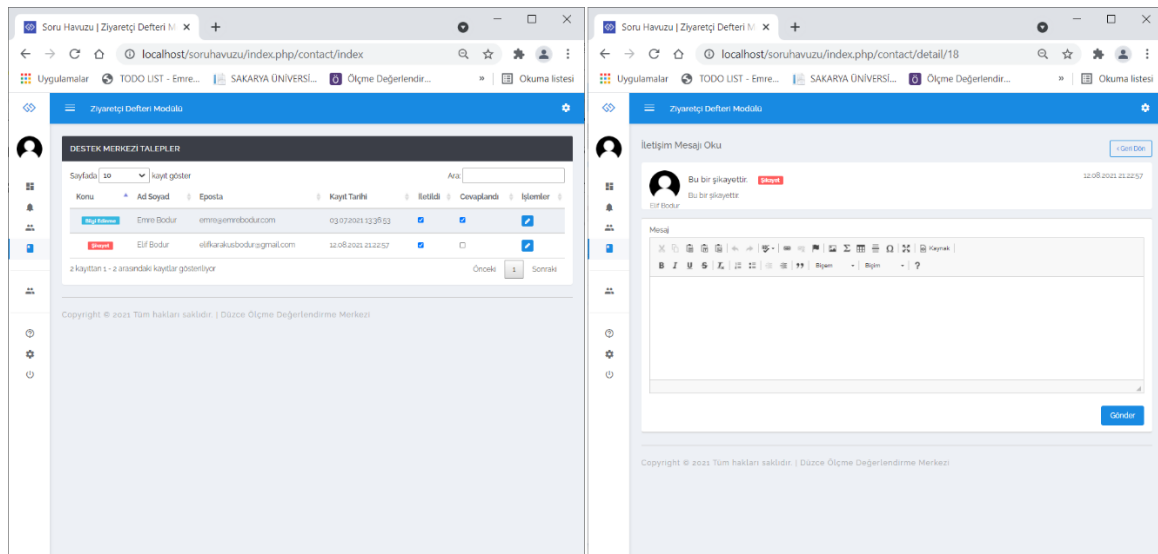 Soru Havuzu | Ziyaretçi Defteri M
localhost/soruhavuzu/index.php/contact/index
Uygulamalar TODO LIST - Emre... SAKARYA ÜNİVERSİ... Ölçme Değerlendir... » Okuma listesi
Ziyaretçi Defteri Modülü
DESTEK MERKEZİ TALEPLER
Sayfada 10 kayıt göster Ara:
Konu Ad Soyad Eposta Kayıt Tarihi İletildi Cevaplandı İşlemler
Bilgi Edinme Emre Bodur emre@emrebodur.com 03.07.2021 13:36:53
Şikayet Elif Bodur elifkarakusbodur@gmail.com 12.08.2021 21:22:57
2 kayıttan 1 - 2 arasındaki kayıtlar gösteriliyor Önceki 1 Sonraki
Copyright © 2021 Tüm hakları saklıdır. | Düzce Ölçme Değerlendirme Merkezi
Soru Havuzu | Ziyaretçi Defteri M
localhost/soruhavuzu/index.php/contact/detail/18
Uygulamalar TODO LIST - Emre... SAKARYA ÜNİVERSİ... Ölçme Değerlendir... » Okuma listesi
Ziyaretçi Defteri Modülü
İletişim Mesajı Oku ‹ Geri Dön
Bu bir şikayettir. Şikayet 12.08.2021 21:22:57
Bu bir şikayettir.
Elif Bodur
Mesaj
Kaynak
B I U S Biçem Biçim ?
Gönder
Copyright © 2021 Tüm hakları saklıdır. | Düzce Ölçme Değerlendirme Merkezi